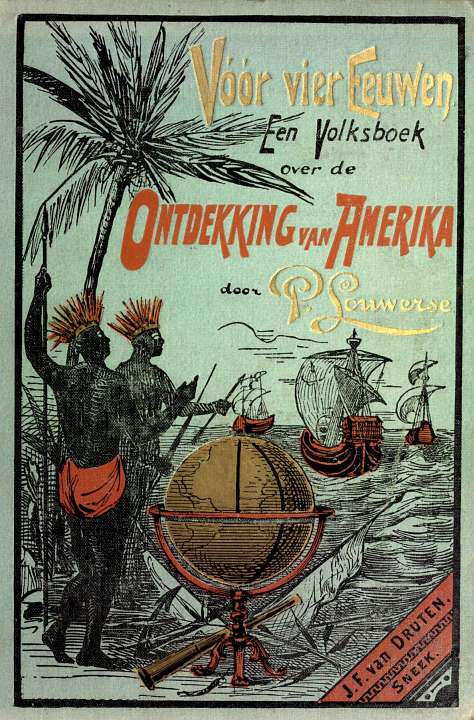 Vóór vier Eeuwen
Een Volksboek
over de
ONTDEKKING VAN AMERIKA
door P. Louwerse.
J. F. van DRUTEN.
SNEEK.